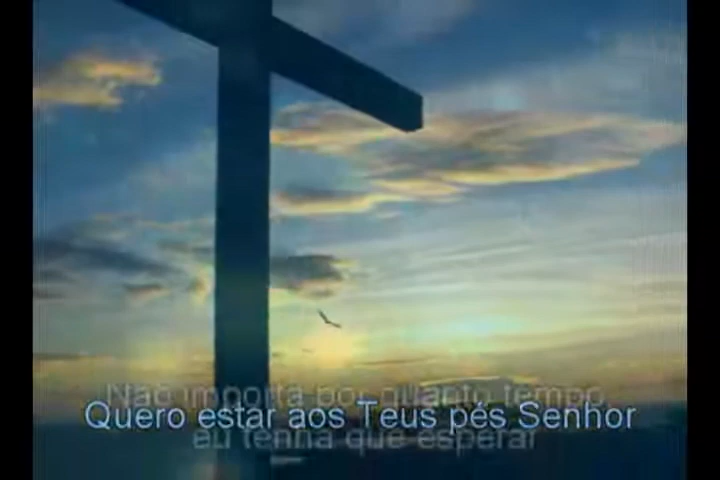 Não importa por quanto tempo
Quero estar aos Teus pés Senhor
eu tenha que esperar